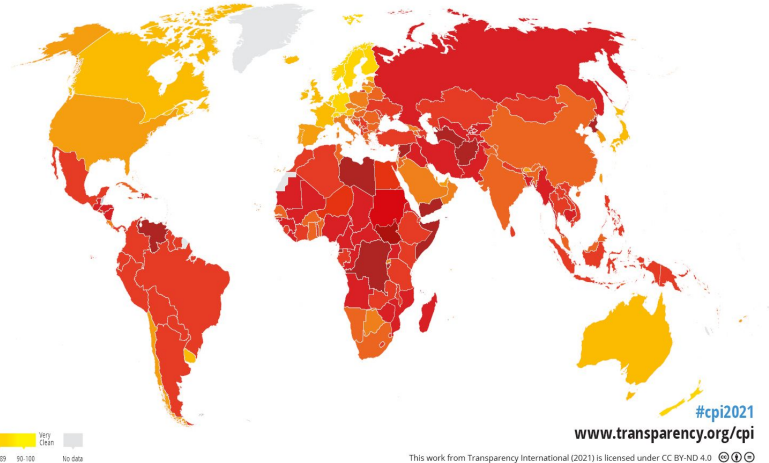 #cpi2021
www.transparency.org/cpi
Very
Clean
89 90-100 No data
This work from Transparency International (2021) is licensed under CC BY-ND 4.0